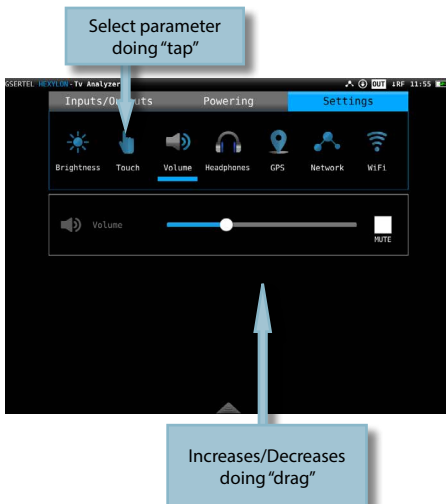 Select parameter
doing “tap”
GSERTEL HEXYLON - Tv Analyzer OUT ↓RF 11:55
Inputs/Outputs Powering Settings
Brightness Touch Volume Headphones GPS Network WiFi
Volume
MUTE
Increases/Decreases
doing “drag”